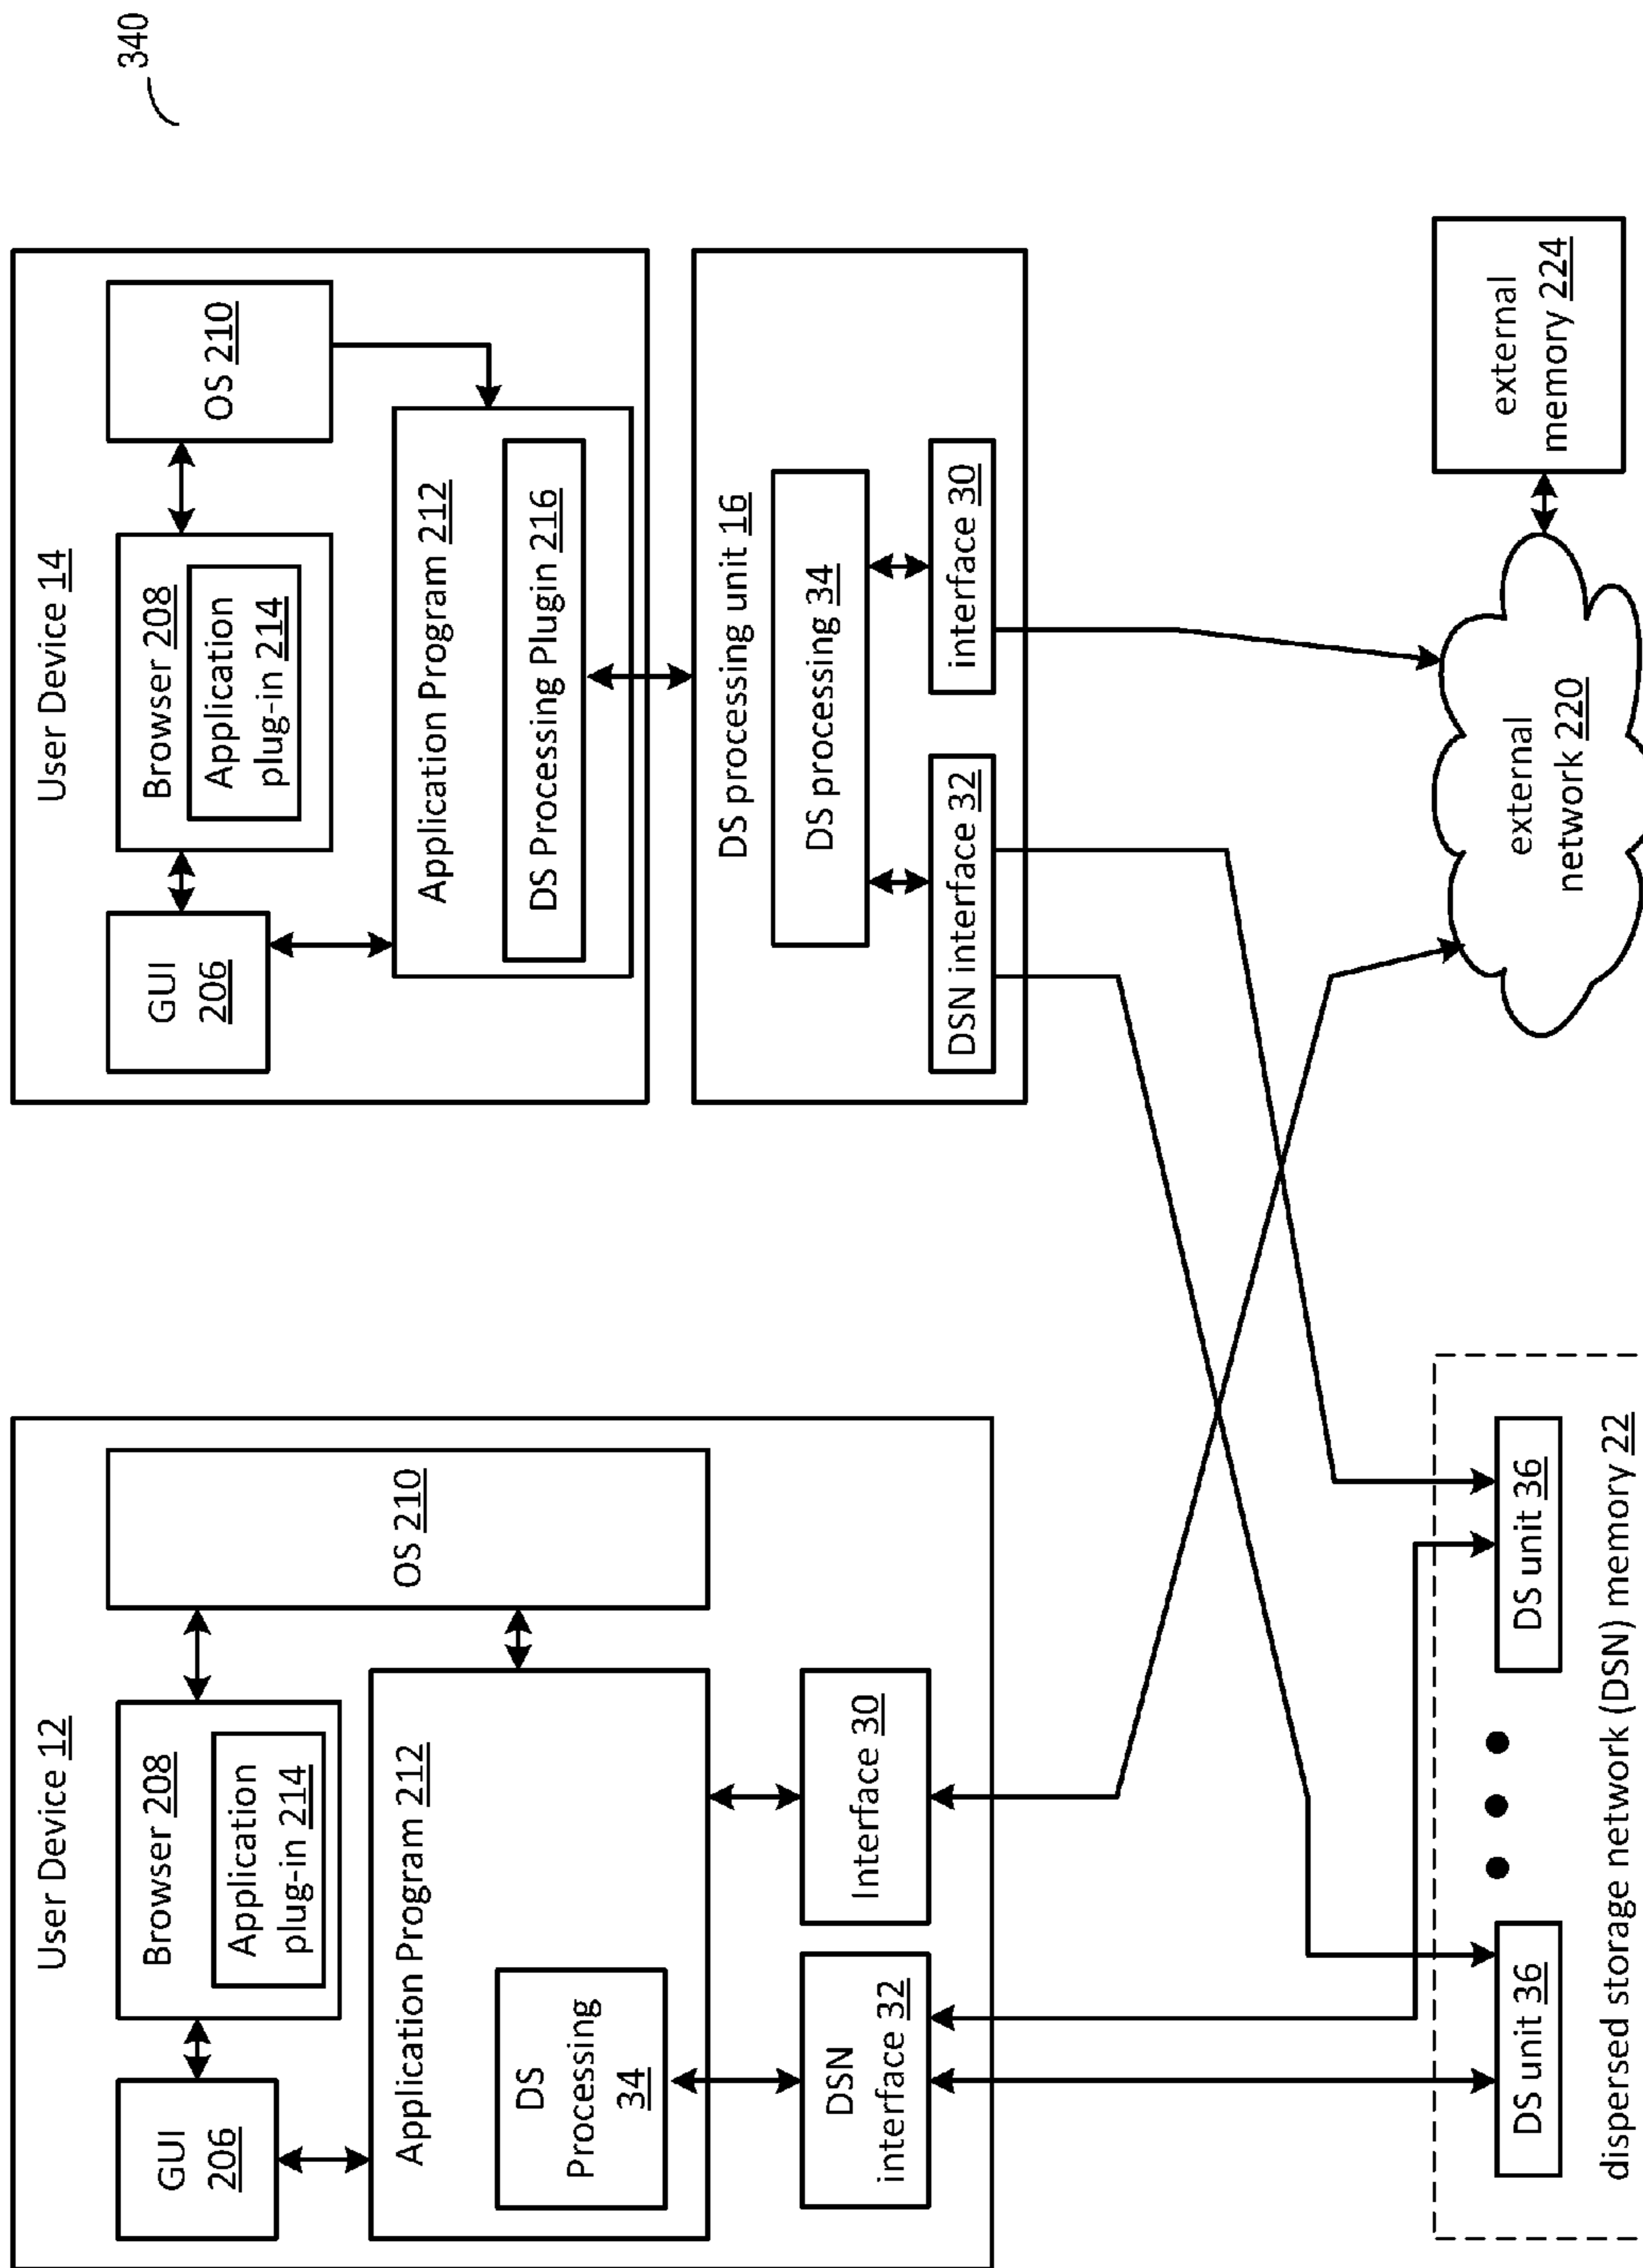 340
User Device 12
GUI
206
Browser 208
Application
plug-in 214
OS 210
Application Program 212
DS
Processing
34
DSN
interface 32
Interface 30
User Device 14
GUI
206
Browser 208
Application
plug-in 214
OS 210
Application Program 212
DS Processing Plugin 216
DS processing unit 16
DS processing 34
DSN interface 32
interface 30
DS unit 36
DS unit 36
dispersed storage network (DSN) memory 22
external
network 220
external
memory 224